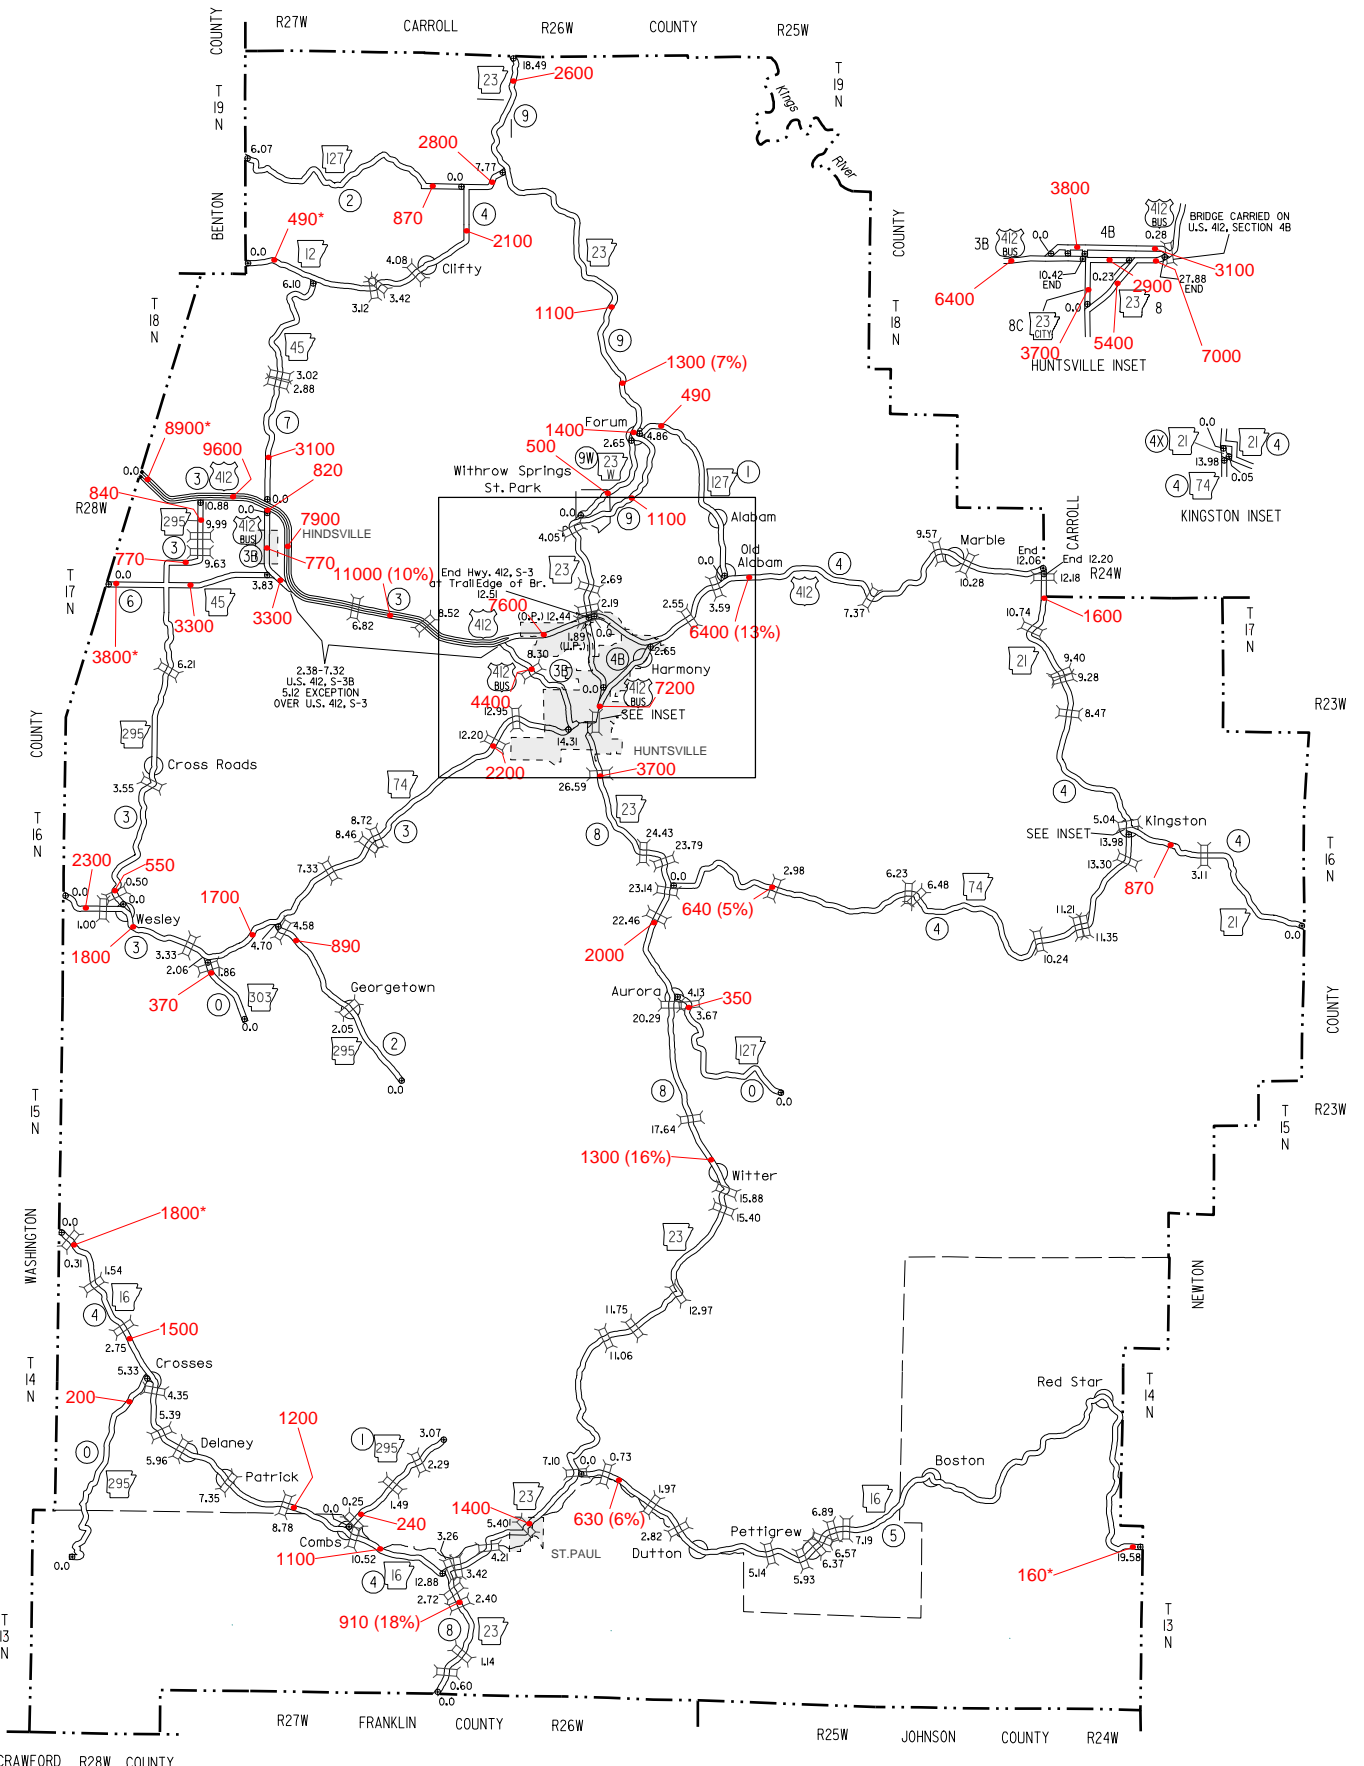 R27W
CARROLL
R26W
COUNTY
R25W
COUNTY
T
19
N
T
19
N
Kings
River
18.49
23
2600
9
6.07
127
2
2800
7.77
0.0
870
4
2100
BENTON
490*
0.0
12
4.08
Clifty
3.42
3.12
6.10
23
1100
COUNTY
T
18
N
3800
412
BUS
BRIDGE CARRIED ON
U.S. 412, SECTION 4B
0.0
4B
0.28
3B
412
BUS
3100
10.42
END
0.23
2900
27.88
END
6400
0.0
23
8
8C
23
CITY
5400
3700
7000
HUNTSVILLE INSET
T
18
N
45
3.02
2.88
7
9
1300 (7%)
490
Forum
1400
4.86
2.65
500
9W
23
W
0.0
4X
21
21
4
13.98
0.05
4
74
KINGSTON INSET
8900*
9600
3100
0.0
3
412
820
Withrow Springs
St. Park
127
1
840
R28W
10.88
0.0
0.0
295
9.99
412
BUS
7900
HINDSVILLE
3
3B
770
9.63
770
0.0
9
1100
4.05
Alabam
Old
Alabam
9.57
Marble
CARROLL
End
12.06
End 12.20
12.18
R24W
10.28
T
17
N
0.0
6
45
3.83
3300
3300
3800*
11000 (10%)
3
End Hwy. 412, S-3
at Trail Edge of Br.
12.51
23
2.69
2.19
4
412
7.37
3.59
2.55
6400 (13%)
1600
10.74
T
17
N
6.82
8.52
412
7600
(O.P.) 12.44
1.89
(U.P.)
0.0
2.65
8.30
3B
4B
Harmony
412
BUS
0.0
412
BUS
7200
4400
SEE INSET
6.21
2.38-7.32
U.S. 412, S-3B
5.12 EXCEPTION
OVER U.S. 412, S-3
12.95
12.20
14.31
HUNTSVILLE
2200
3700
26.59
21
9.40
9.28
8.47
R23W
COUNTY
295
Cross Roads
3.55
3
T
16
N
74
8.72
8.46
3
7.33
23
8
24.43
23.79
4
5.04
Kingston
SEE INSET
13.98
13.30
4
3.11
870
T
16
N
2300
550
0.0
0.50
0.0
1.00
Wesley
1800
3
3.33
1700
4.58
4.70
890
2.06
1.86
370
0
303
0.0
0.0
23.14
22.46
2.98
640 (5%)
6.23
6.48
74
4
11.21
11.35
10.24
21
0.0
2000
Georgetown
2.05
295
2
0.0
Aurora
4.13
3.67
350
20.29
127
0
0.0
8
COUNTY
T
15
N
17.64
R23W
T
15
N
1300 (16%)
Witter
15.88
15.40
WASHINGTON
0.0
1800*
0.31
1.54
16
4
1500
2.75
23
12.97
11.75
11.06
NEWTON
T
14
N
5.33
Crosses
4.35
200
5.39
0
Delaney
5.96
295
Patrick
7.35
1200
8.78
0.0
Red Star
T
14
N
1
295
3.07
2.29
1.49
0.25
0.0
240
Combs
1100
10.52
4
16
12.88
7.10
0.0
0.73
23
1400
5.40
630 (6%)
1.97
2.82
Dutton
ST.PAUL
4.21
3.26
3.42
2.72
2.40
910 (18%)
8
23
1.14
0.60
0.0
Boston
16
5
6.89
7.19
6.57
6.37
5.93
5.14
Pettigrew
19.58
160*
T
13
N
T
13
N
R27W
FRANKLIN
COUNTY
R26W
R25W
JOHNSON
COUNTY
R24W
CRAWFORD
R28W
COUNTY